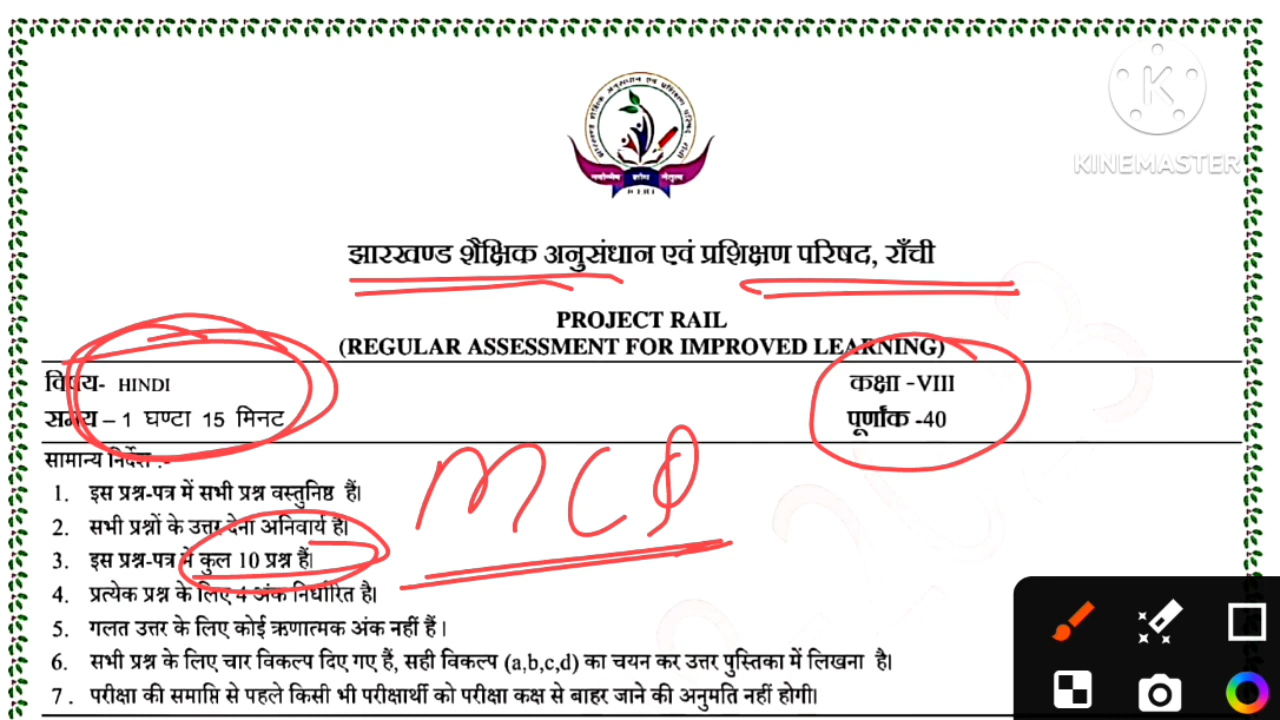 KINEMASTER
झारखण्ड शैक्षिक अनुसंधान एवं प्रशिक्षण परिषद, राँची
PROJECT RAIL
(REGULAR ASSESSMENT FOR IMPROVED LEARNING)
विषय- HINDI
कक्षा -VIII
समय – 1 घण्टा 15 मिनट
पूर्णांक -40
सामान्य निर्देश :-
MCQ
1. इस प्रश्न-पत्र में सभी प्रश्न वस्तुनिष्ठ हैं।
2. सभी प्रश्नों के उत्तर देना अनिवार्य है।
3. इस प्रश्न-पत्र में कुल 10 प्रश्न हैं।
4. प्रत्येक प्रश्न के लिए 4 अंक निर्धारित है।
5. गलत उत्तर के लिए कोई ऋणात्मक अंक नहीं हैं ।
6. सभी प्रश्न के लिए चार विकल्प दिए गए हैं, सही विकल्प (a,b,c,d) का चयन कर उत्तर पुस्तिका में लिखना है।
7. परीक्षा की समाप्ति से पहले किसी भी परीक्षार्थी को परीक्षा कक्ष से बाहर जाने की अनुमति नहीं होगी।